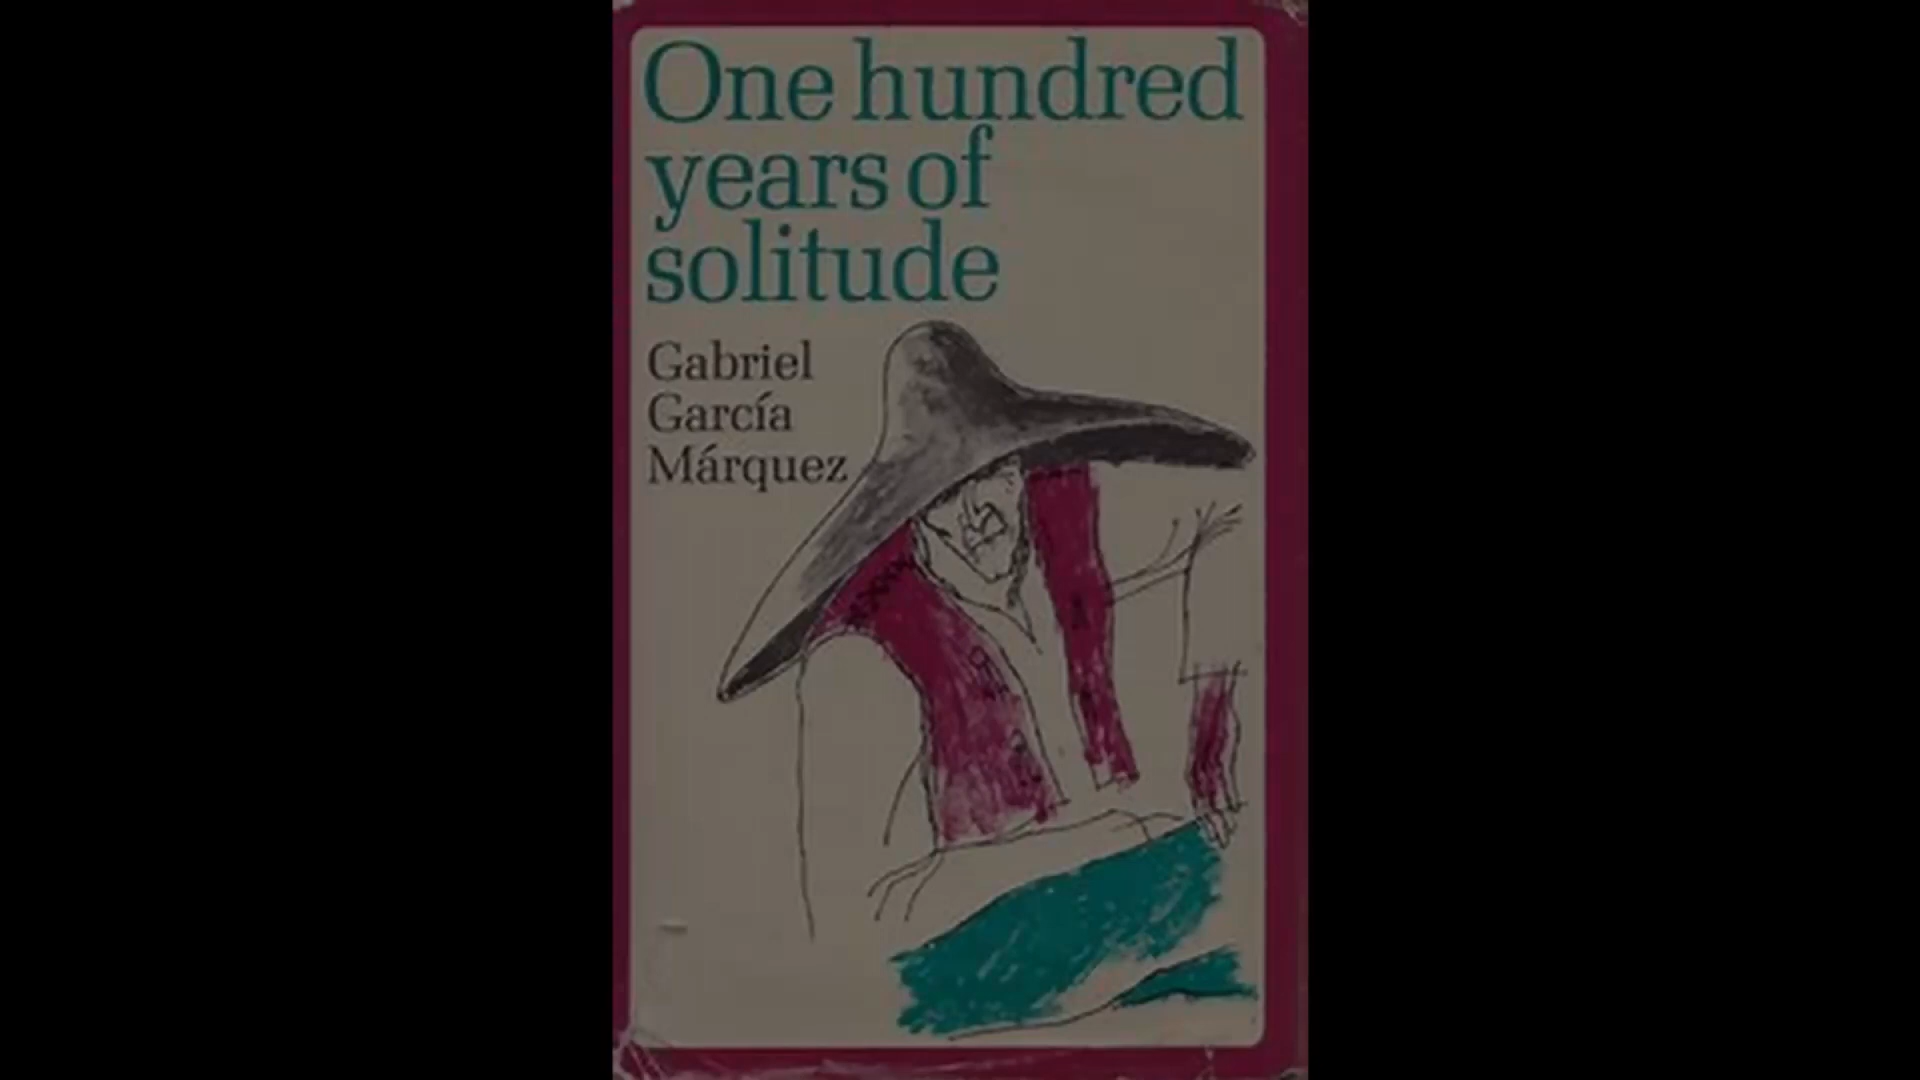 One hundred
years of
solitude
Gabriel
García
Márquez